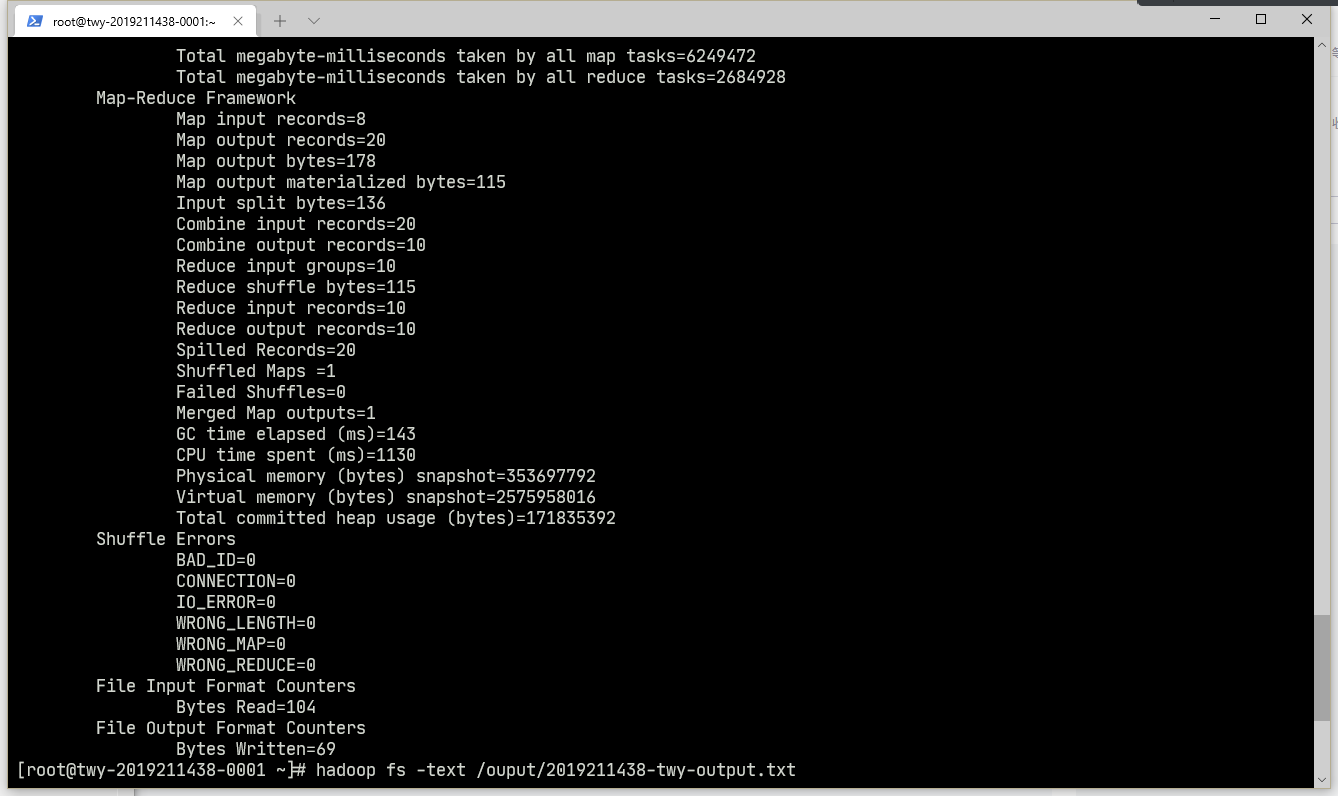 root@twy-2019211438-0001:~
Total megabyte-milliseconds taken by all map tasks=6249472
Total megabyte-milliseconds taken by all reduce tasks=2684928
Map-Reduce Framework
Map input records=8
Map output records=20
Map output bytes=178
Map output materialized bytes=115
Input split bytes=136
Combine input records=20
Combine output records=10
Reduce input groups=10
Reduce shuffle bytes=115
Reduce input records=10
Reduce output records=10
Spilled Records=20
Shuffled Maps =1
Failed Shuffles=0
Merged Map outputs=1
GC time elapsed (ms)=143
CPU time spent (ms)=1130
Physical memory (bytes) snapshot=353697792
Virtual memory (bytes) snapshot=2575958016
Total committed heap usage (bytes)=171835392
Shuffle Errors
BAD_ID=0
CONNECTION=0
IO_ERROR=0
WRONG_LENGTH=0
WRONG_MAP=0
WRONG_REDUCE=0
File Input Format Counters
Bytes Read=104
File Output Format Counters
Bytes Written=69
[root@twy-2019211438-0001 ~]# hadoop fs -text /ouput/2019211438-twy-output.txt